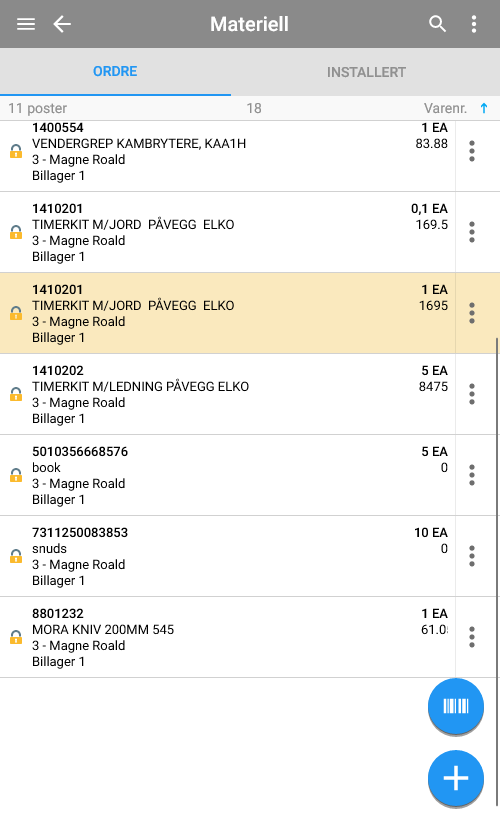 Materiell
ORDRE INSTALLERT
11 poster 18 Varenr.
1400554 1 EA
VENDERGREP KAMBRYTERE, KAA1H 83.88
3 - Magne Roald
Billager 1
1410201 0,1 EA
TIMERKIT M/JORD PÅVEGG ELKO 169.5
3 - Magne Roald
Billager 1
1410201 1 EA
TIMERKIT M/JORD PÅVEGG ELKO 1695
3 - Magne Roald
Billager 1
1410202 5 EA
TIMERKIT M/LEDNING PÅVEGG ELKO 8475
3 - Magne Roald
Billager 1
5010356668576 5 EA
book 0
3 - Magne Roald
Billager 1
7311250083853 10 EA
snuds 0
3 - Magne Roald
Billager 1
8801232 1 EA
MORA KNIV 200MM 545 61.0
3 - Magne Roald
Billager 1